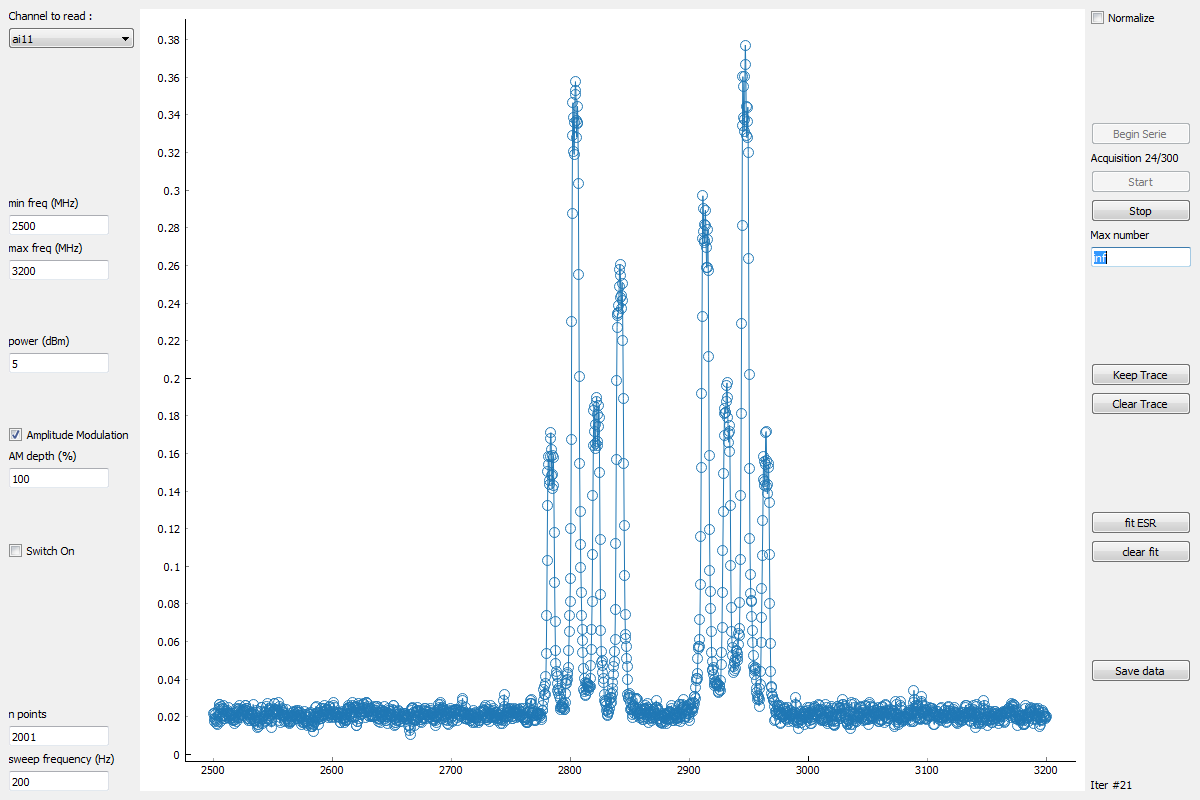 Channel to read :
ai11
min freq (MHz)
2500
max freq (MHz)
3200
power (dBm)
5
Amplitude Modulation
AM depth (%)
100
Switch On
n points
2001
sweep frequency (Hz)
200
0.38
0.36
0.34
0.32
0.3
0.28
0.26
0.24
0.22
0.2
0.18
0.16
0.14
0.12
0.1
0.08
0.06
0.04
0.02
0
2500 2600 2700 2800 2900 3000 3100 3200
Normalize
Begin Serie
Acquisition 24/300
Start
Stop
Max number
inf
Keep Trace
Clear Trace
fit ESR
clear fit
Save data
Iter #21